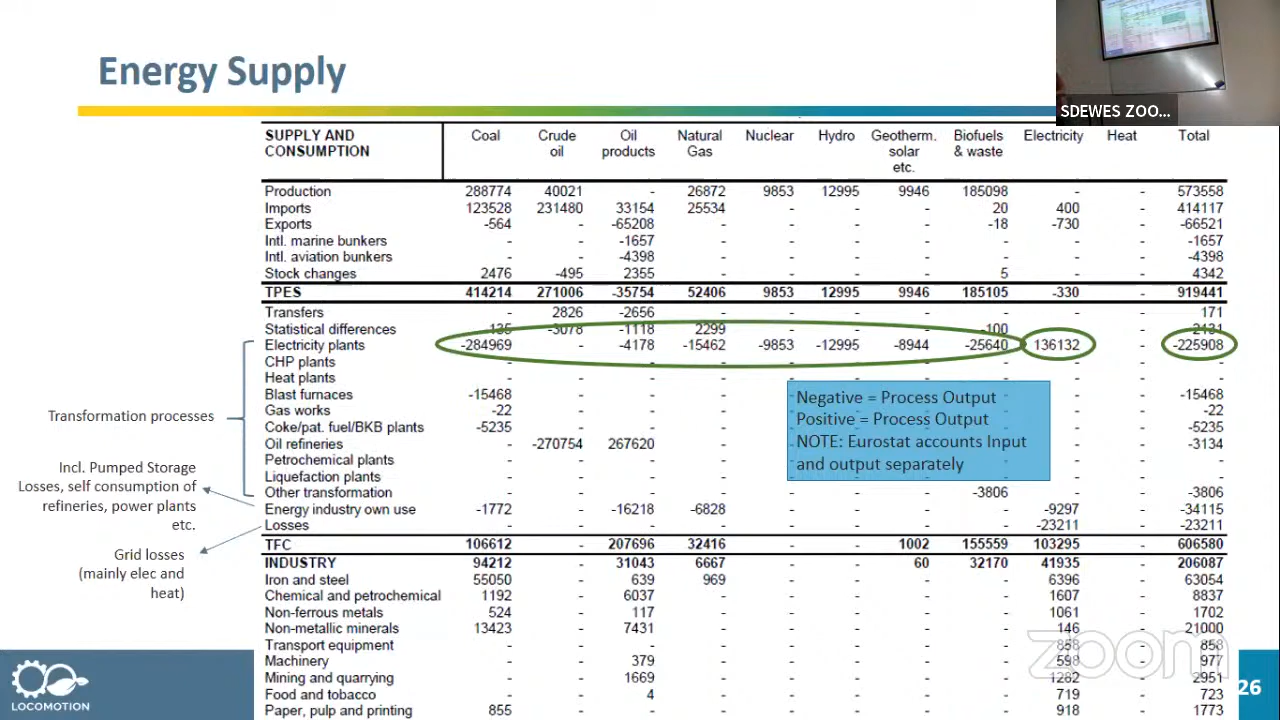 Energy Supply
SDEWES ZOO...
SUPPLY AND CONSUMPTION Coal Crude oil Oil products Natural Gas Nuclear Hydro Geotherm. solar etc. Biofuels & waste Electricity Heat Total
Production 288774 40021 - 26872 9853 12995 9946 185098 - - 573558
Imports 123528 231480 33154 25534 - - - 20 400 - 414117
Exports -564 - -65208 - - - - -18 -730 - -66521
Intl. marine bunkers - - -1657 - - - - - - - -1657
Intl. aviation bunkers - - -4398 - - - - - - - -4398
Stock changes 2476 -495 2355 - - - - 5 - - 4342
TPES 414214 271006 -35754 52406 9853 12995 9946 185105 -330 - 919441
Transfers - 2826 -2656 - - - - - - - 171
Statistical differences -135 -3078 -1118 2299 - - - -100 - - -2131
Electricity plants -284969 - -4178 -15462 -9853 -12995 -8944 -25640 136132 - -225908
CHP plants - - - - - - - - - - -
Heat plants - - - - - - - - - - -
Blast furnaces -15468 - - - - - - - - - -15468
Gas works -22 - - - - - - - - - -22
Coke/pat. fuel/BKB plants -5235 - - - - - - - - - -5235
Oil refineries - -270754 267620 - - - - - - - -3134
Petrochemical plants - - - - - - - - - - -
Liquefaction plants - - - - - - - - - - -
Other transformation - - - - - - - -3806 - - -3806
Energy industry own use -1772 - -16218 -6828 - - - - -9297 - -34115
Losses - - - - - - - - -23211 - -23211
TFC 106612 - 207696 32416 - - 1002 155559 103295 - 606580
INDUSTRY 94212 - 31043 6667 - - 60 32170 41935 - 206087
Iron and steel 55050 - 639 969 - - - - 6396 - 63054
Chemical and petrochemical 1192 - 6037 - - - - - 1607 - 8837
Non-ferrous metals 524 - 117 - - - - - 1061 - 1702
Non-metallic minerals 13423 - 7431 - - - - - 146 - 21000
Transport equipment - - - - - - - - 858 - 858
Machinery - - 379 - - - - - 598 - 977
Mining and quarrying - - 1669 - - - - - 1282 - 2951
Food and tobacco - - 4 - - - - - 719 - 723
Paper, pulp and printing 855 - - - - - - - 918 - 1773
Transformation processes
Incl. Pumped Storage
Losses, self consumption of
refineries, power plants
etc.
Grid losses
(mainly elec and
heat)
Negative = Process Output
Positive = Process Output
NOTE: Eurostat accounts Input
and output separately
LOCOMOTION
zoom
26